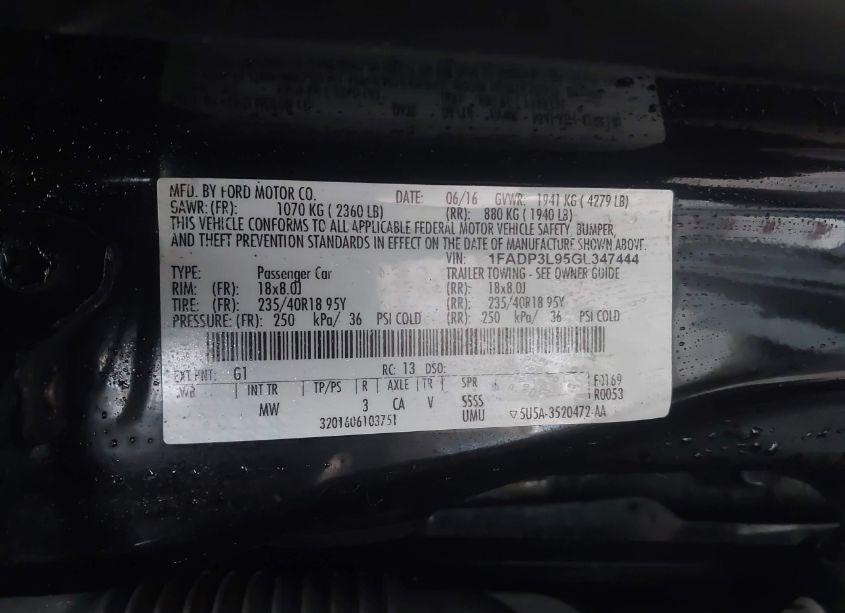 MFD. BY FORD MOTOR CO. DATE: 06/16 GVWR: 1941 KG ( 4279 LB)
SAWR: (FR): 1070 KG ( 2360 LB) (RR): 880 KG ( 1940 LB)
THIS VEHICLE CONFORMS TO ALL APPLICABLE FEDERAL MOTOR VEHICLE SAFETY, BUMPER,
AND THEFT PREVENTION STANDARDS IN EFFECT ON THE DATE OF MANUFACTURE SHOWN ABOVE.
VIN: 1FADP3L95GL347444
TYPE: Passenger Car TRAILER TOWING - SEE OWNER GUIDE
RIM: (FR): 18x8.0J (RR): 18x8.0J
TIRE: (FR): 235/40R18 95Y (RR): 235/40R18 95Y
PRESSURE: (FR): 250 kPa/ 36 PSI COLD (RR): 250 kPa/ 36 PSI COLD
EXT PNT: G1 RC: 13 DSO: F0169
WB INT TR TP/PS R AXLE TR SPR R0053
MW 3 CA V SSSS
3201606103751 UMU ▽5U5A-3520472-AA